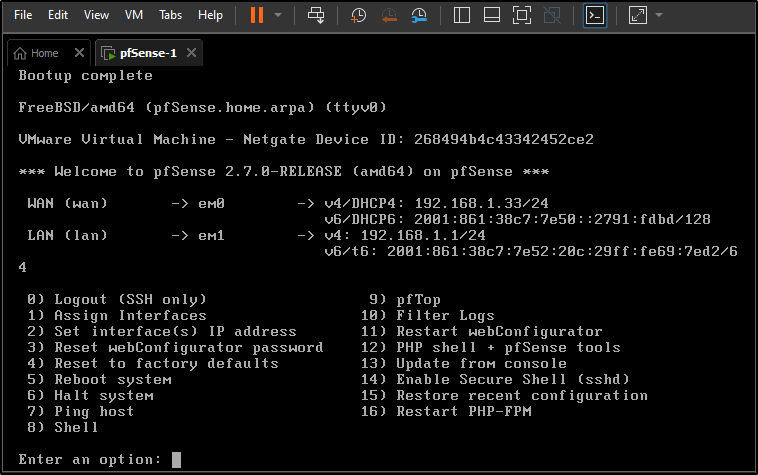 File Edit View VM Tabs Help
Home pfSense-1
Bootup complete
FreeBSD/amd64 (pfSense.home.arpa) (ttyv0)
VMware Virtual Machine - Netgate Device ID: 268494b4c43342452ce2
*** Welcome to pfSense 2.7.0-RELEASE (amd64) on pfSense ***
WAN (wan) -> em0 -> v4/DHCP4: 192.168.1.33/24
v6/DHCP6: 2001:861:38c7:7e50::2791:fdbd/128
LAN (lan) -> em1 -> v4: 192.168.1.1/24
v6/t6: 2001:861:38c7:7e52:20c:29ff:fe69:7ed2/6
4
0) Logout (SSH only) 9) pfTop
1) Assign Interfaces 10) Filter Logs
2) Set interface(s) IP address 11) Restart webConfigurator
3) Reset webConfigurator password 12) PHP shell + pfSense tools
4) Reset to factory defaults 13) Update from console
5) Reboot system 14) Enable Secure Shell (sshd)
6) Halt system 15) Restore recent configuration
7) Ping host 16) Restart PHP-FPM
8) Shell
Enter an option: